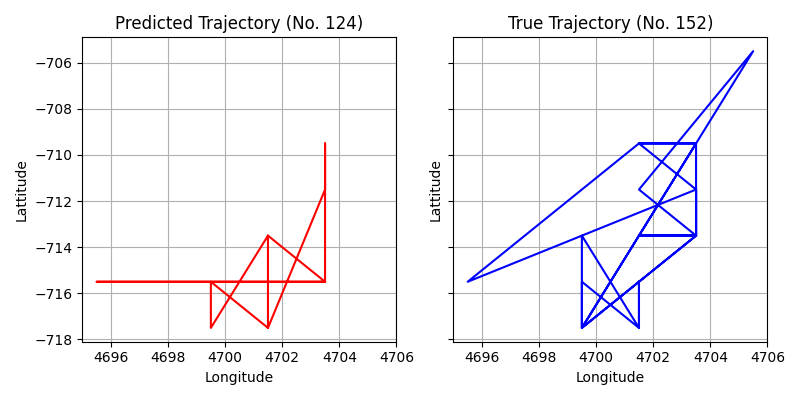 Predicted Trajectory (No. 124)
True Trajectory (No. 152)
−706
−708
−710
−712
−714
−716
−718
Lattitude
Lattitude
4696 4698 4700 4702 4704 4706
4696 4698 4700 4702 4704 4706
Longitude
Longitude